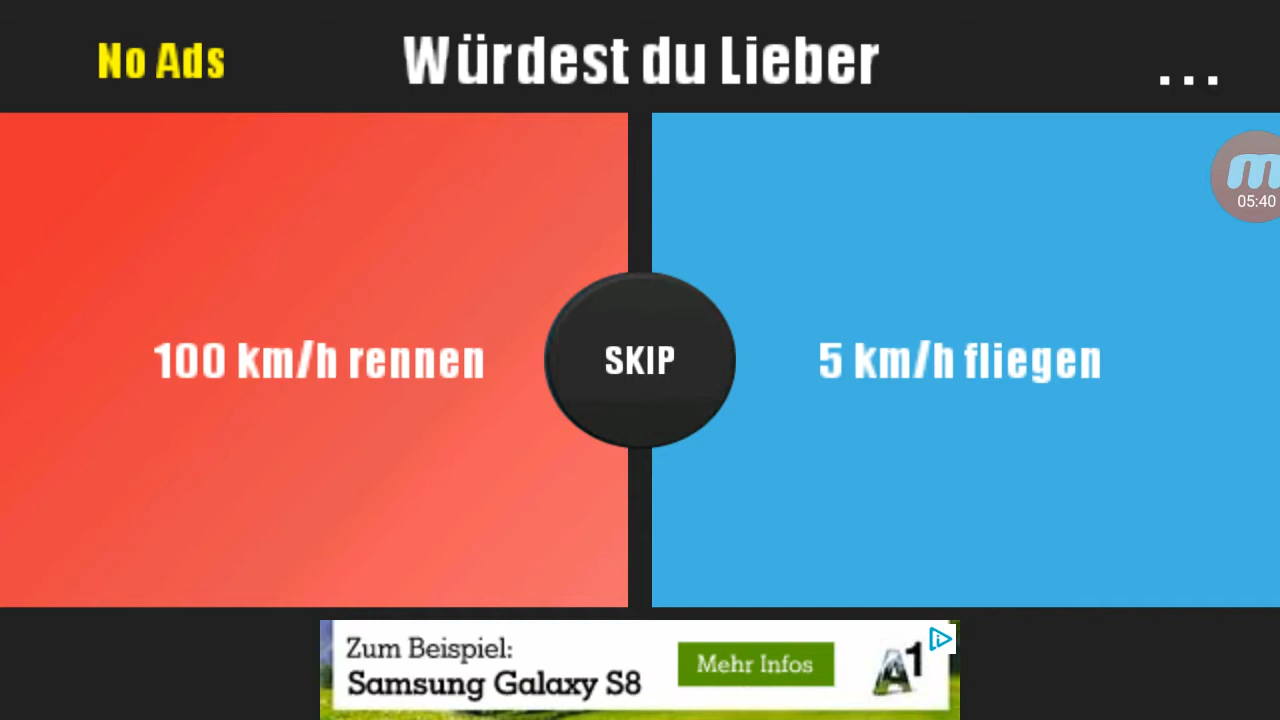 No Ads
Würdest du Lieber
...
05:40
100 km/h rennen
SKIP
5 km/h fliegen
Zum Beispiel:
Samsung Galaxy S8
Mehr Infos
A1